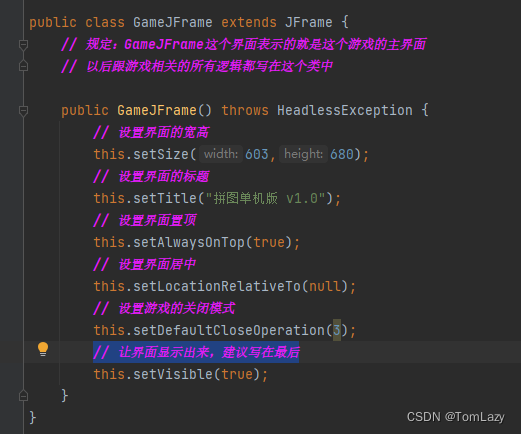 public class GameJFrame extends JFrame {
// 规定：GameJFrame这个界面表示的就是这个游戏的主界面
// 以后跟游戏相关的所有逻辑都写在这个类中
public GameJFrame() throws HeadlessException {
// 设置界面的宽高
this.setSize( width: 603, height: 680);
// 设置界面的标题
this.setTitle("拼图单机版 v1.0");
// 设置界面置顶
this.setAlwaysOnTop(true);
// 设置界面居中
this.setLocationRelativeTo(null);
// 设置游戏的关闭模式
this.setDefaultCloseOperation(3);
// 让界面显示出来，建议写在最后
this.setVisible(true);
}
}
CSDN @TomLazy